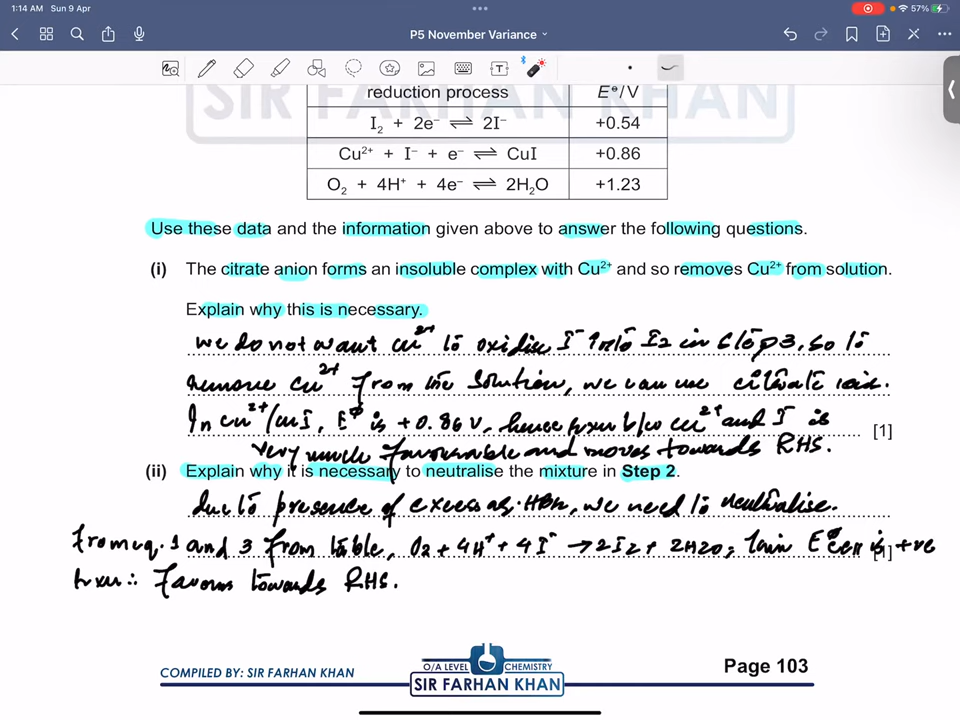 1:14 AM Sun 9 Apr
57%
P5 November Variance
SIR FARHAN KHAN
reduction process E⦵/V
I₂ + 2e⁻ ⇌ 2I⁻ +0.54
Cu²⁺ + I⁻ + e⁻ ⇌ CuI +0.86
O₂ + 4H⁺ + 4e⁻ ⇌ 2H₂O +1.23
Use these data and the information given above to answer the following questions.
(i) The citrate anion forms an insoluble complex with Cu²⁺ and so removes Cu²⁺ from solution.
Explain why this is necessary.
we do not want cu²⁺ to oxidise I⁻ into I2 in step 3, so to
remove cu²⁺ from the solution, we can use citrate
In cu²⁺/cuI, E⦵ is +0.86 V, hence rxn b/w cu²⁺ and I⁻ is
[1]
very much favourable and moves towards RHS.
(ii) Explain why it is necessary to neutralise the mixture in Step 2.
due to presence of excess aq. we need to neutralise.
from eq. 1 and 3 from table, O2 + 4H⁺ + 4I⁻ → 2I2 + 2H2O, E⦵cell is +ve
[1]
rxn ∴ favours towards RHS.
COMPILED BY: SIR FARHAN KHAN
O/A LEVEL CHEMISTRY
SIR FARHAN KHAN
Page 103